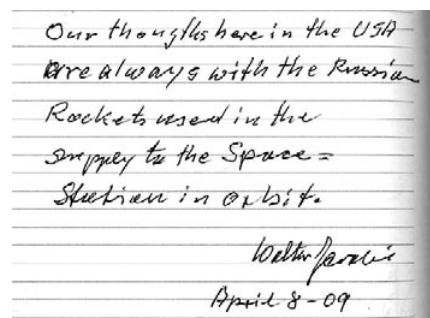 Our thougths here in the USA
are always with the Russian
Rockets used in the
supply to the Space=
Station in orbit.
Walter
April 8-09